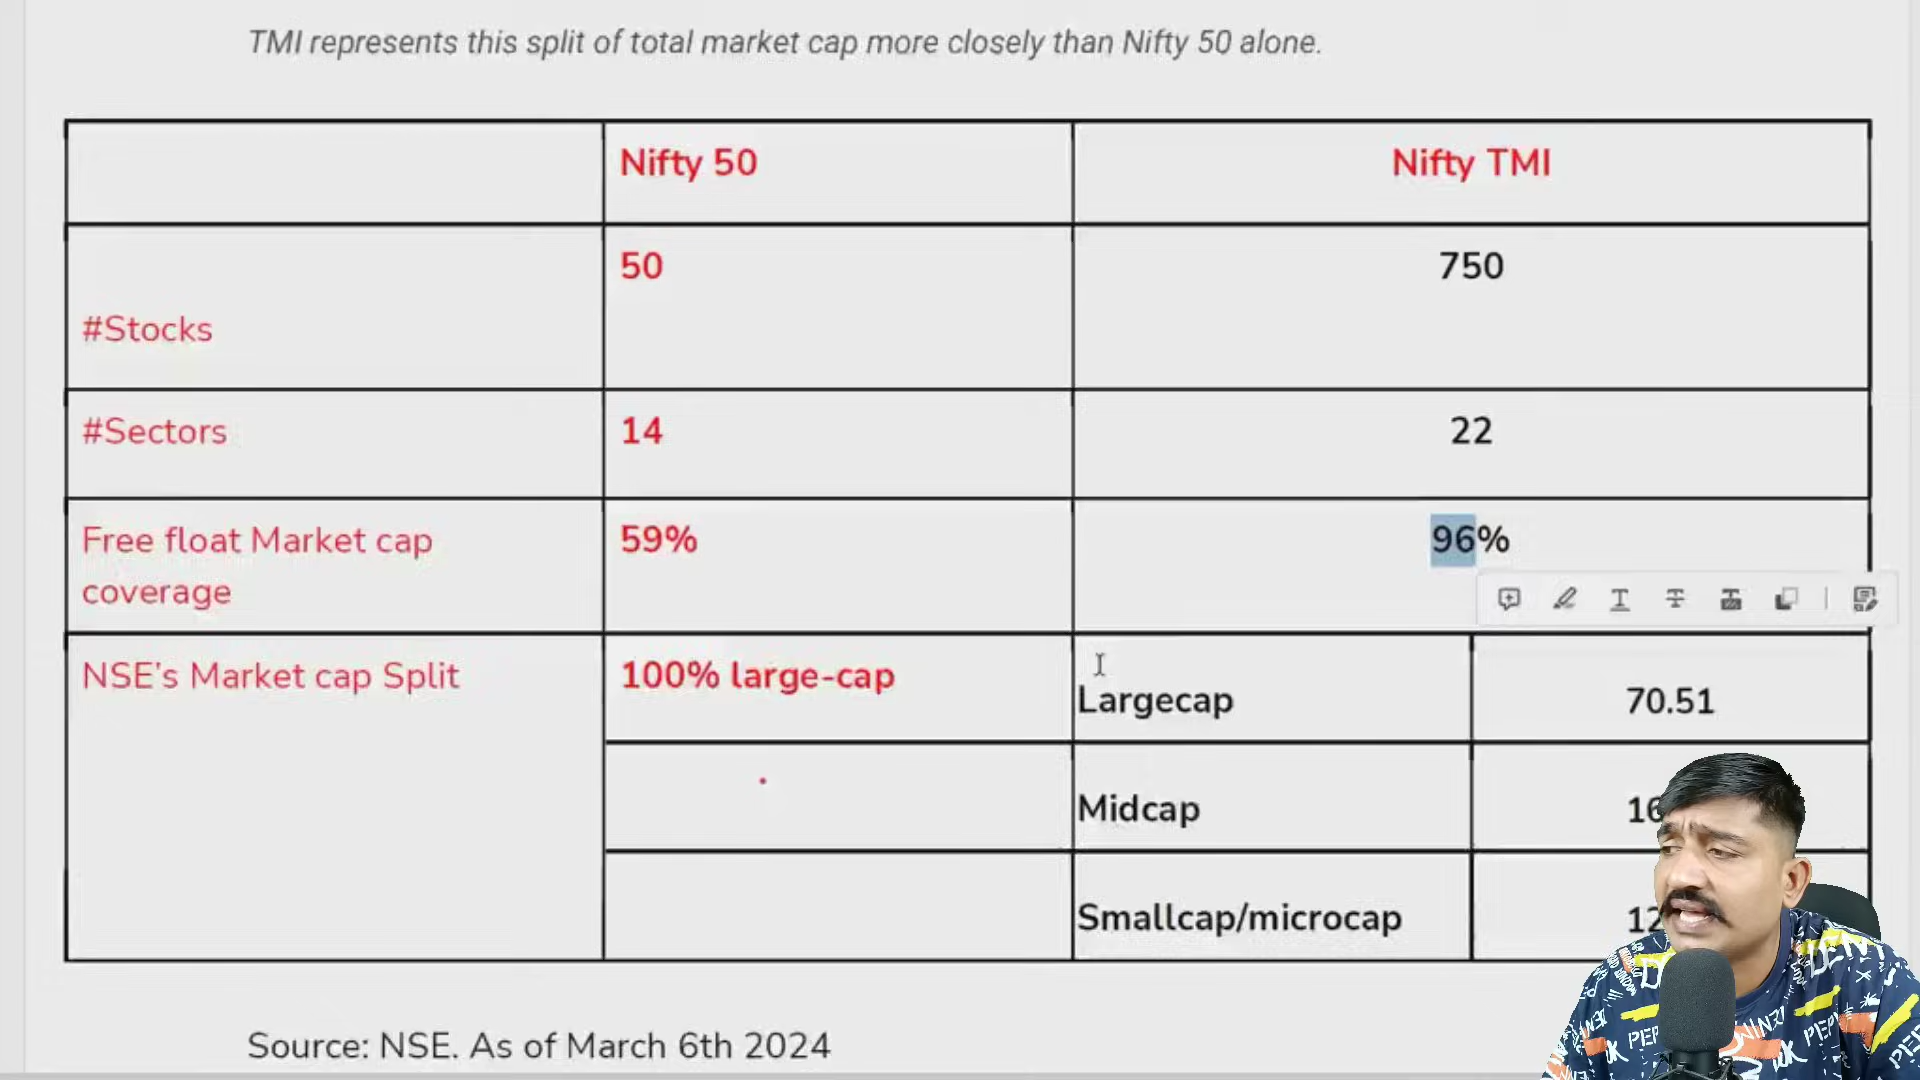 TMI represents this split of total market cap more closely than Nifty 50 alone.
Nifty 50 Nifty TMI
#Stocks 50 750
#Sectors 14 22
Free float Market cap coverage 59% 96%
NSE's Market cap Split 100% large-cap Largecap 70.51
Midcap
Smallcap/microcap
Source: NSE. As of March 6th 2024